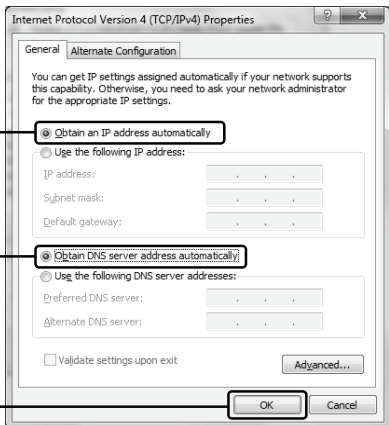 Internet Protocol Version 4 (TCP/IPv4) Properties
General Alternate Configuration
You can get IP settings assigned automatically if your network supports
this capability. Otherwise, you need to ask your network administrator
for the appropriate IP settings.
Obtain an IP address automatically
Use the following IP address:
IP address:
Subnet mask:
Default gateway:
Obtain DNS server address automatically
Use the following DNS server addresses:
Preferred DNS server:
Alternate DNS server:
Validate settings upon exit
Advanced...
OK Cancel